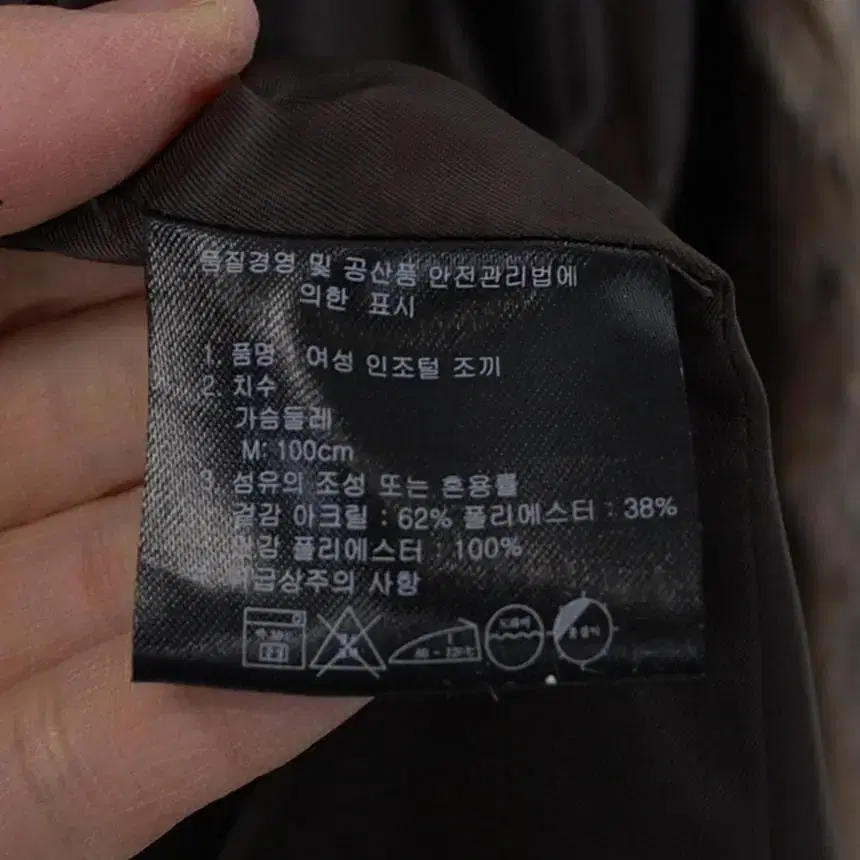 품질경영 및 공산품 안전관리법에
의한 표시
1. 품명 여성 인조털 조끼
2. 치수
가슴둘레
M: 100cm
3. 섬유의 조성 또는 혼용률
겉감 아크릴 : 62% 폴리에스터 : 38%
안감 폴리에스터 : 100%
취급상주의 사항
드라이